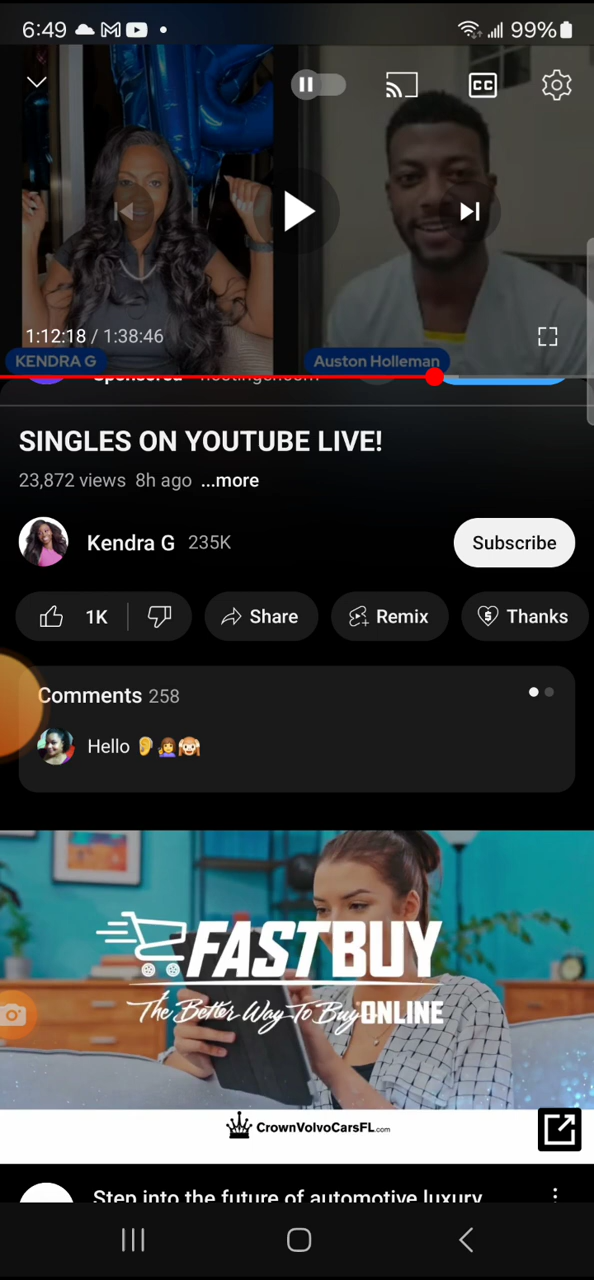 6:49
99%
CC
1:12:18 / 1:38:46
KENDRA G
Auston Holleman
Sponsored
SINGLES ON YOUTUBE LIVE!
23,872 views 8h ago ...more
Kendra G 235K
Subscribe
1K
Share
Remix
Thanks
Comments 258
Hello 👂🙋‍♀️🙉
FASTBUY
The Better Way To Buy ONLINE
CrownVolvoCarsFL.com
Step into the future of automotive luxury